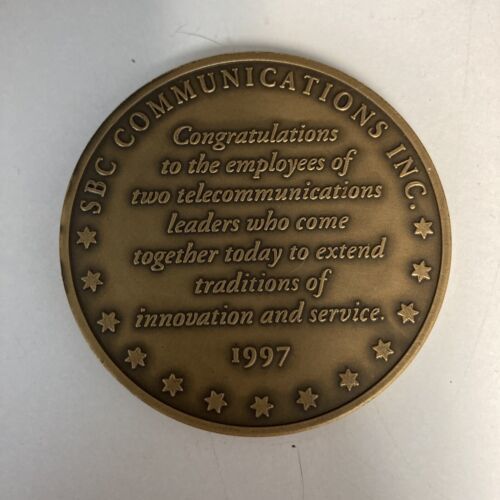 SBC COMMUNICATIONS INC.
Congratulations
to the employees of
two telecommunications
leaders who come
together today to extend
traditions of
innovation and service.
1997